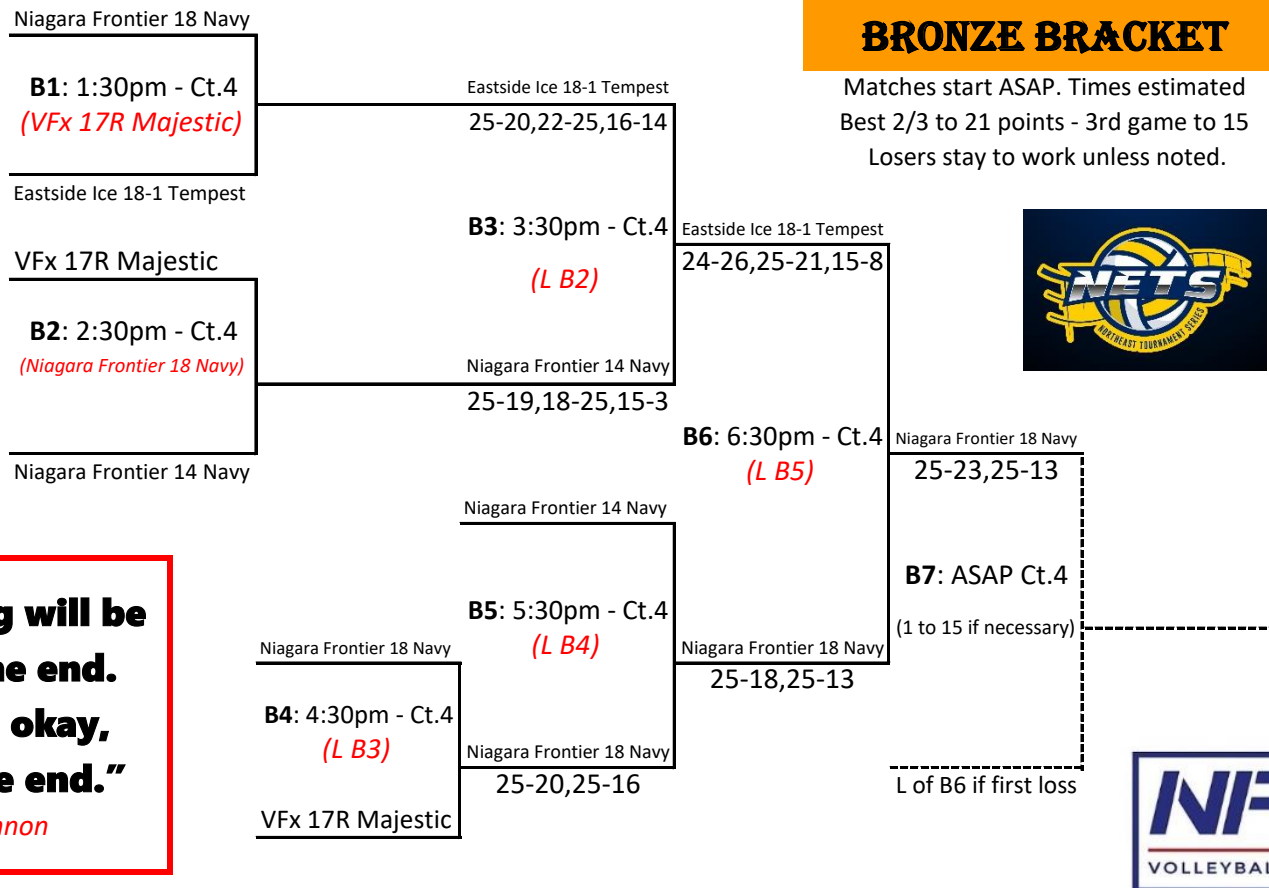 Niagara Frontier 18 Navy
BRONZE BRACKET
B1: 1:30pm - Ct.4
(VFx 17R Majestic)
Eastside Ice 18-1 Tempest
25-20,22-25,16-14
Matches start ASAP. Times estimated
Best 2/3 to 21 points - 3rd game to 15
Losers stay to work unless noted.
Eastside Ice 18-1 Tempest
B3: 3:30pm - Ct.4
(L B2)
Eastside Ice 18-1 Tempest
24-26,25-21,15-8
VFx 17R Majestic
NETS
NORTHEAST TOURNAMENT SERIES
B2: 2:30pm - Ct.4
(Niagara Frontier 18 Navy)
Niagara Frontier 14 Navy
25-19,18-25,15-3
B6: 6:30pm - Ct.4
(L B5)
Niagara Frontier 18 Navy
25-23,25-13
Niagara Frontier 14 Navy
Niagara Frontier 14 Navy
B7: ASAP Ct.4
(1 to 15 if necessary)
B5: 5:30pm - Ct.4
(L B4)
will be
end.
okay,
end."
Niagara Frontier 18 Navy
Niagara Frontier 18 Navy
25-18,25-13
B4: 4:30pm - Ct.4
(L B3)
Niagara Frontier 18 Navy
25-20,25-16
L of B6 if first loss
VFx 17R Majestic
NF
VOLLEYBAL